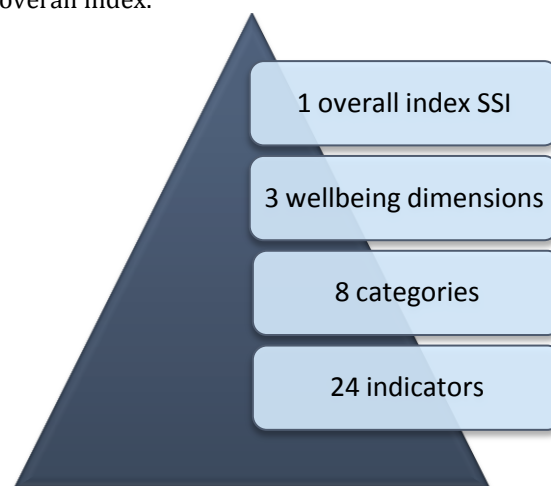 overall index.
1 overall index SSI
3 wellbeing dimensions
8 categories
24 indicators